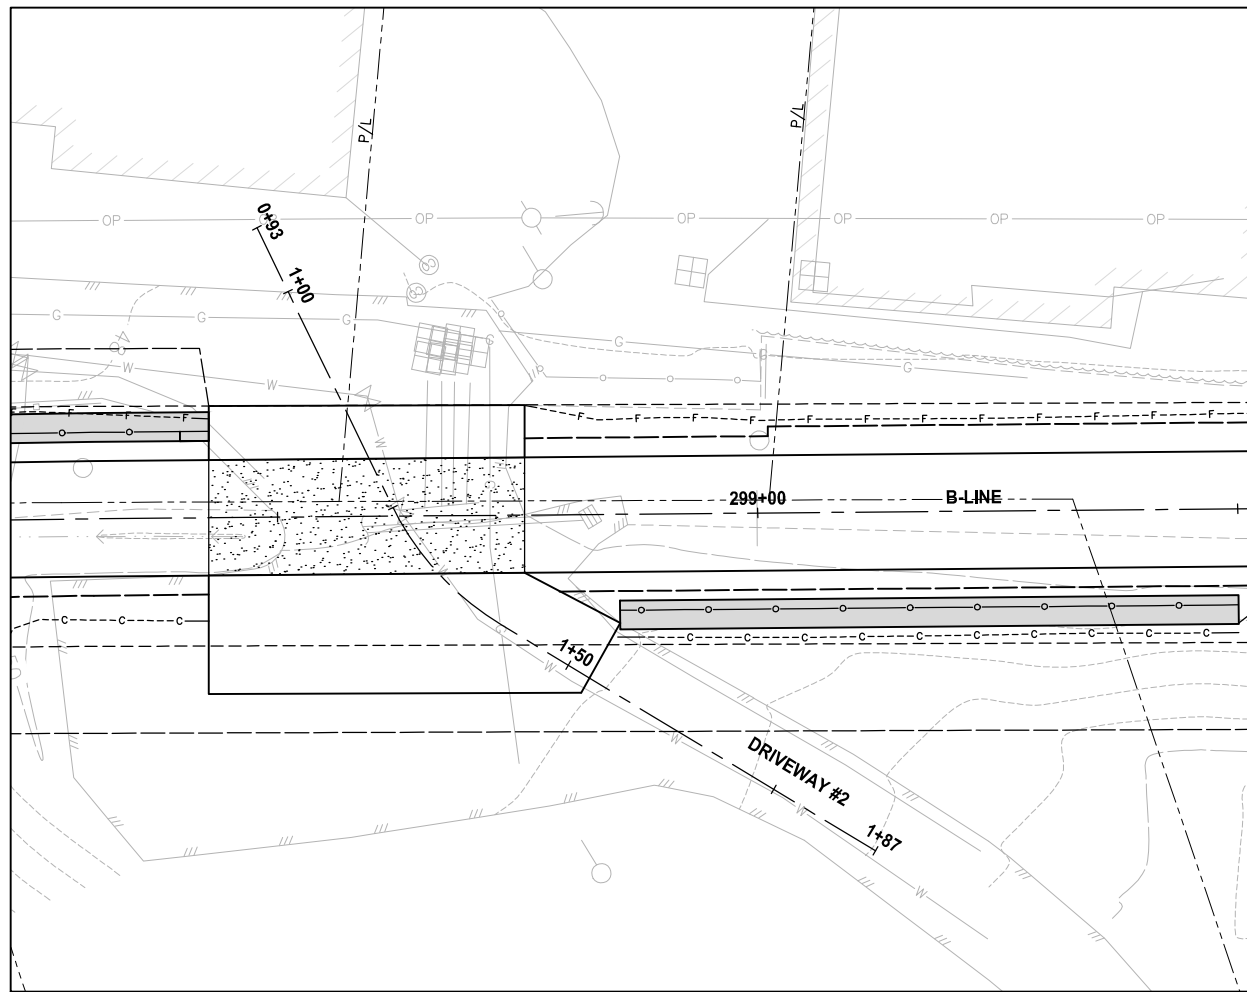 P/L
P/L
0+93
OP OP OP OP OP OP OP
1+00
G G G G G G
W W
F F F
F F F F F F F F F F F F
W
299+00 B-LINE
C C C
C C C C C C C C C C
1+50
W
W
DRIVEWAY #2
W
1+87
W